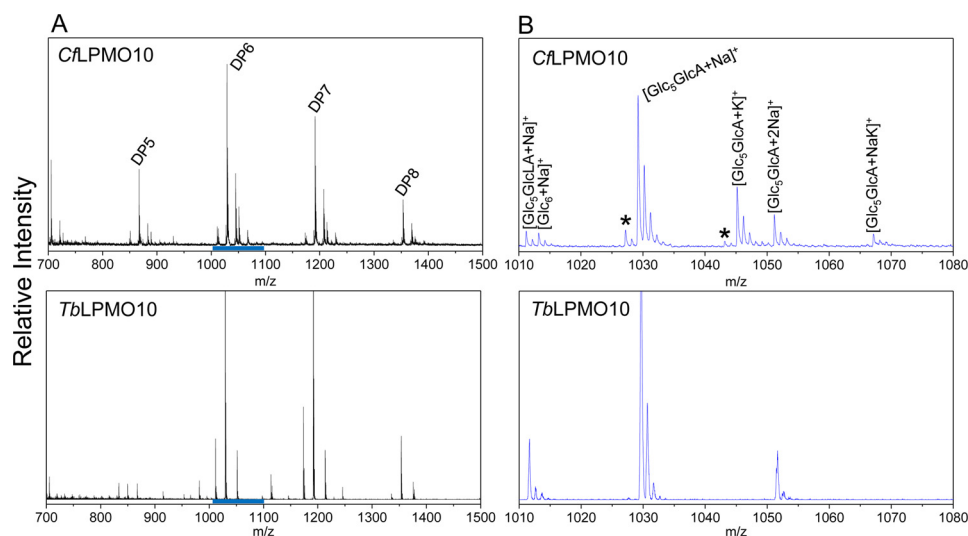 A
CfLPMO10
DP5
DP6
DP7
DP8
700 800 900 1000 1100 1200 1300 1400 1500
m/z
B
CfLPMO10
[Glc₅GlcLA+Na]⁺
[Glc₆+Na]⁺
*
[Glc₅GlcA+Na]⁺
*
[Glc₅GlcA+K]⁺
[Glc₅GlcA+2Na]⁺
[Glc₅GlcA+NaK]⁺
1010 1020 1030 1040 1050 1060 1070 1080
m/z
Relative Intensity
TbLPMO10
700 800 900 1000 1100 1200 1300 1400 1500
m/z
TbLPMO10
1010 1020 1030 1040 1050 1060 1070 1080
m/z